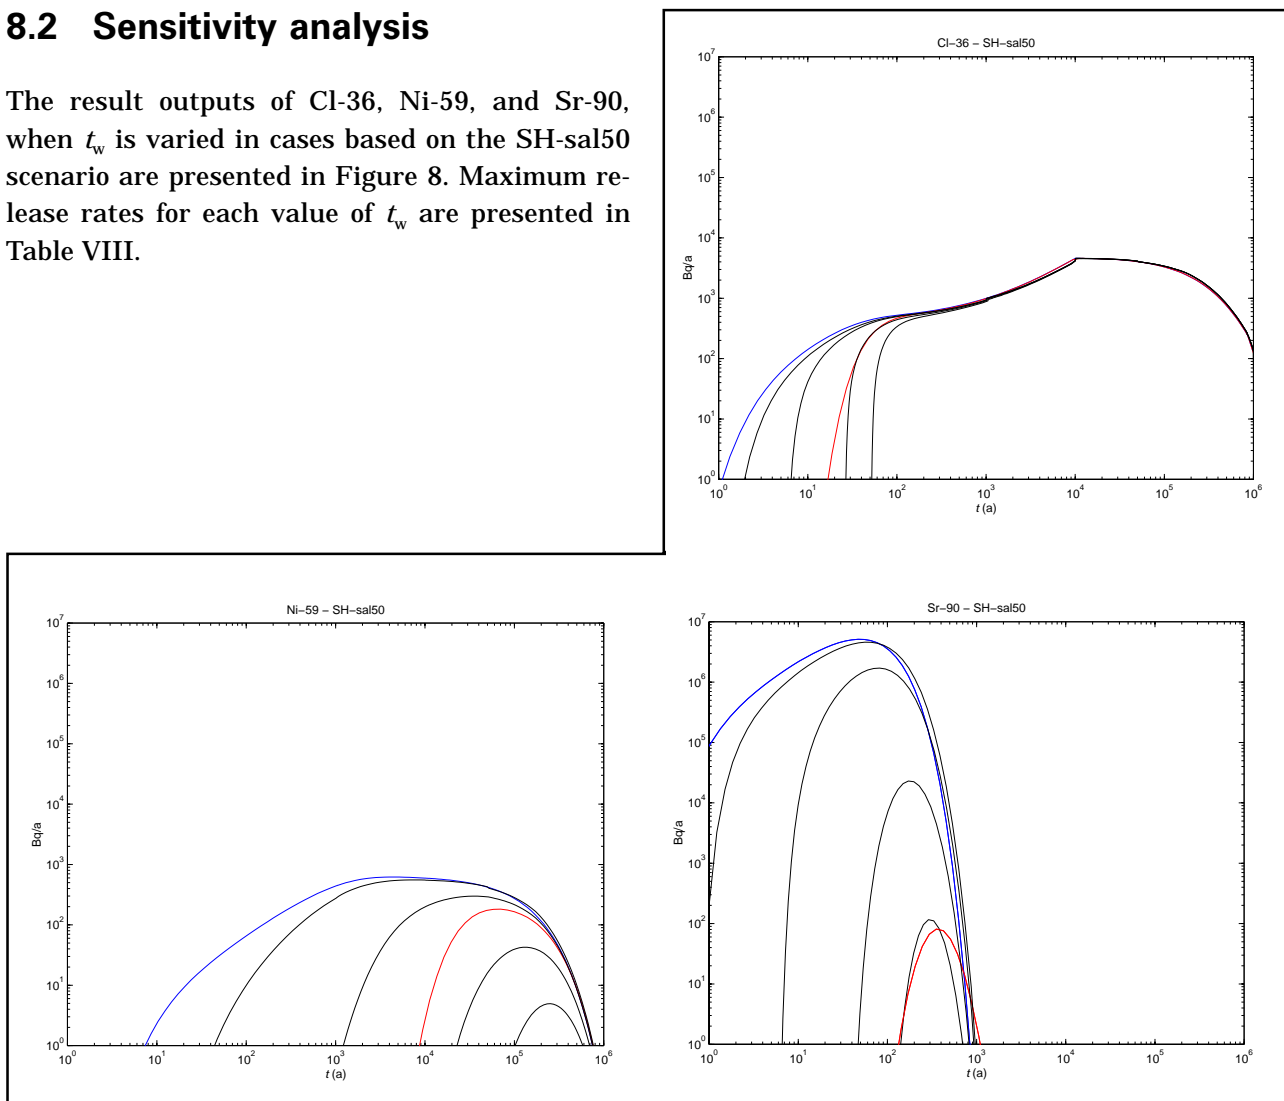 8.2 Sensitivity analysis
The result outputs of Cl-36, Ni-59, and Sr-90,
when t_w is varied in cases based on the SH-sal50
scenario are presented in Figure 8. Maximum re-
lease rates for each value of t_w are presented in
Table VIII.
Cl−36 − SH−sal50
10^7
10^6
10^5
10^4
Bq/a
10^3
10^2
10^1
10^0
10^0 10^1 10^2 10^3 10^4 10^5 10^6
t (a)
Ni−59 − SH−sal50
10^7
10^6
10^5
10^4
Bq/a
10^3
10^2
10^1
10^0
10^0 10^1 10^2 10^3 10^4 10^5 10^6
t (a)
Sr−90 − SH−sal50
10^7
10^6
10^5
10^4
Bq/a
10^3
10^2
10^1
10^0
10^0 10^1 10^2 10^3 10^4 10^5 10^6
t (a)